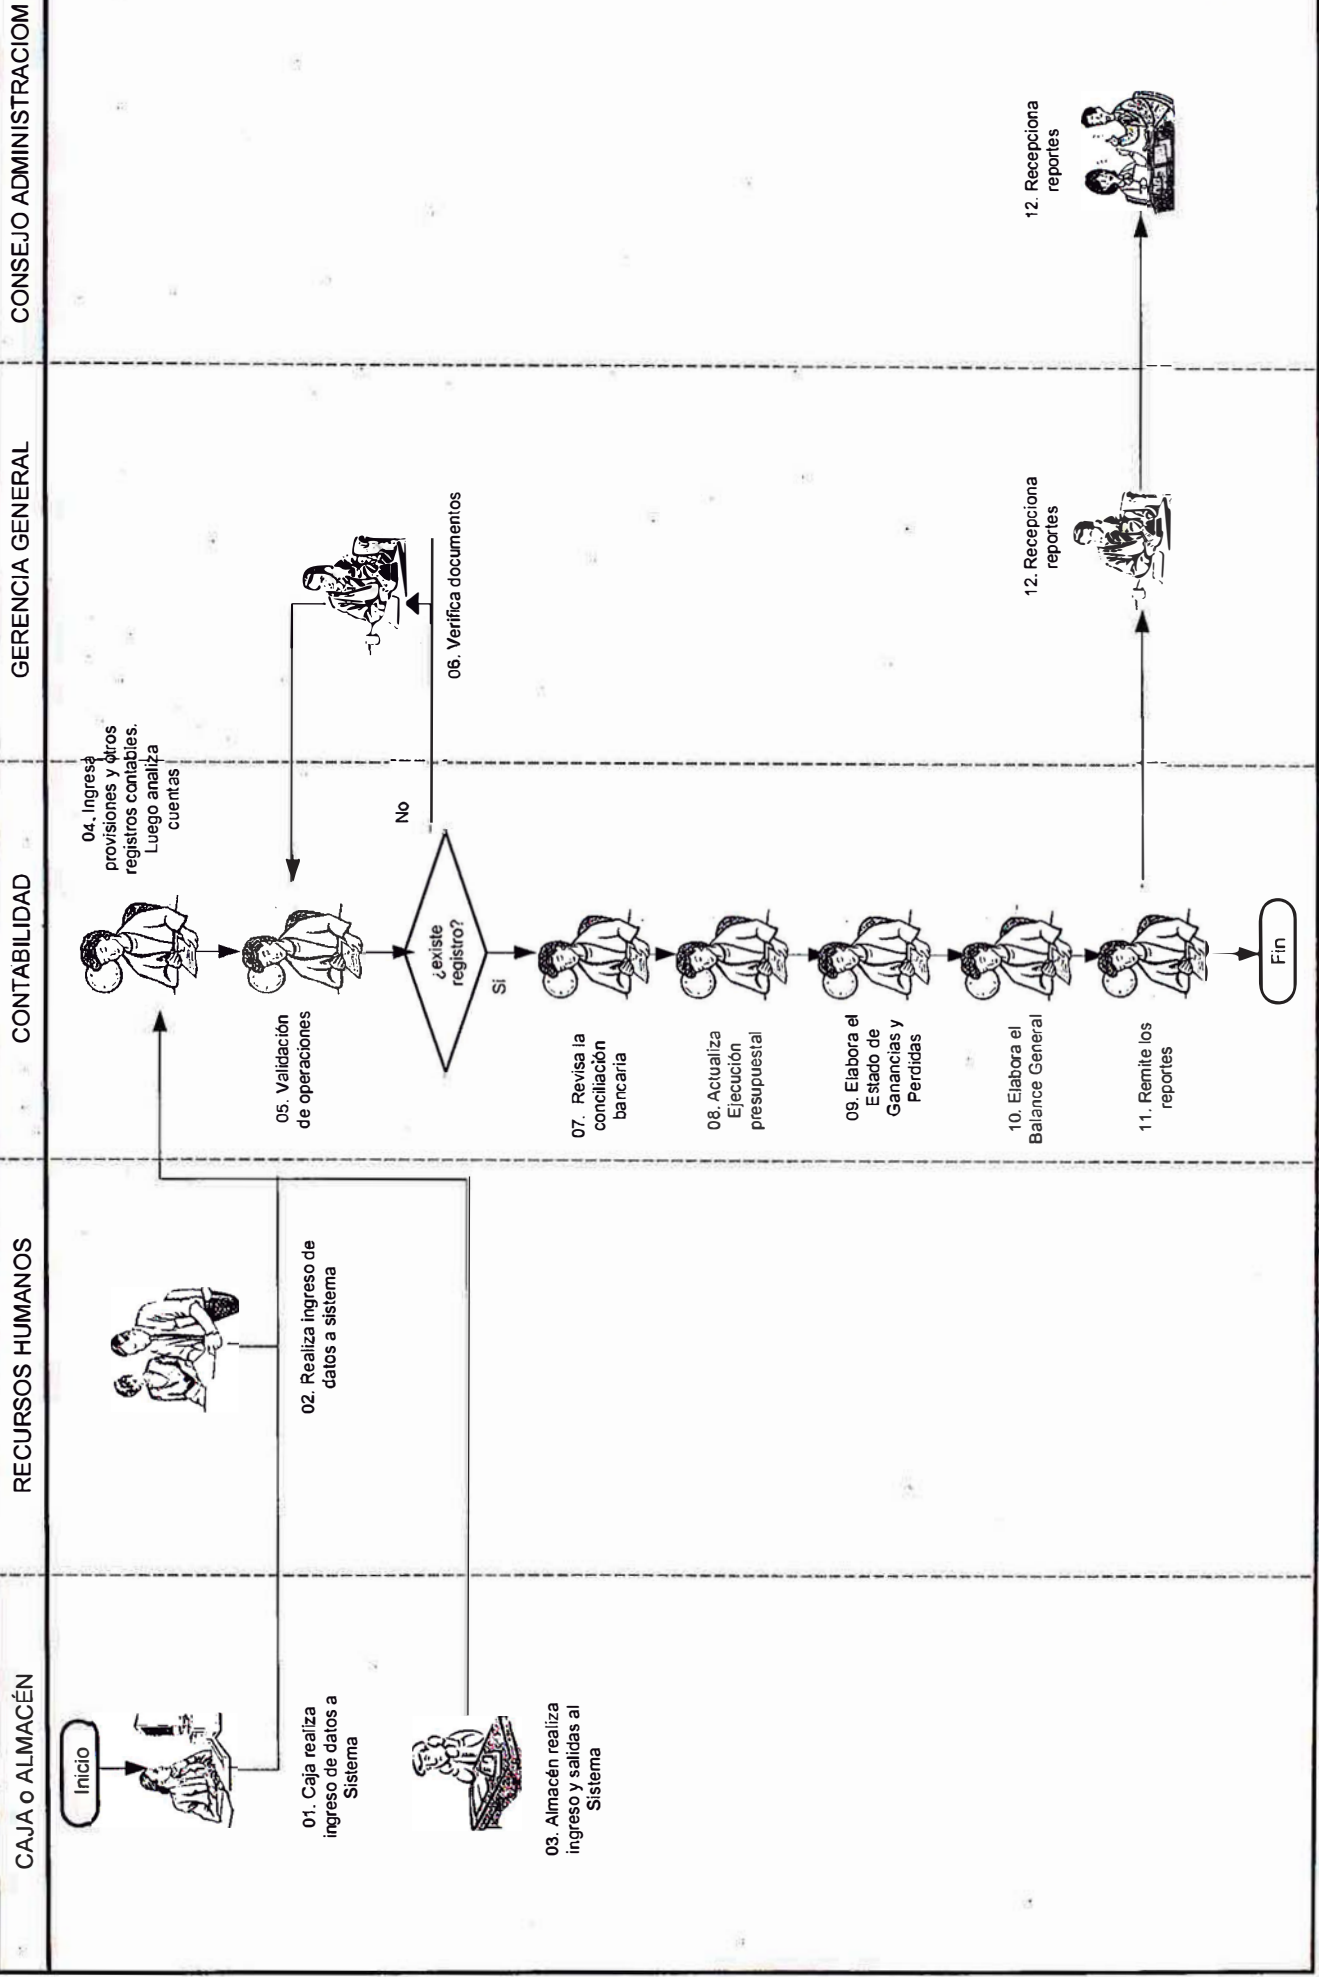 CAJA o ALMACÉN
RECURSOS HUMANOS
CONTABILIDAD
GERENCIA GENERAL
CONSEJO ADMINISTRACIOM
Inicio
01. Caja realiza
ingreso de datos a
Sistema
02. Realiza ingreso de
datos a sistema
03. Almacén realiza
ingreso y salidas al
Sistema
04. Ingresa
provisiones y otros
registros contables.
Luego analiza
cuentas
05. Validación
de operaciones
¿existe
registro?
No
Si
06. Verifica documentos
07. Revisa la
conciliación
bancaria
08. Actualiza
Ejecución
presupuestal
09. Elabora el
Estado de
Ganancias y
Perdidas
10. Elabora el
Balance General
11. Remite los
reportes
12. Recepciona
reportes
12. Recepciona
reportes
Fin